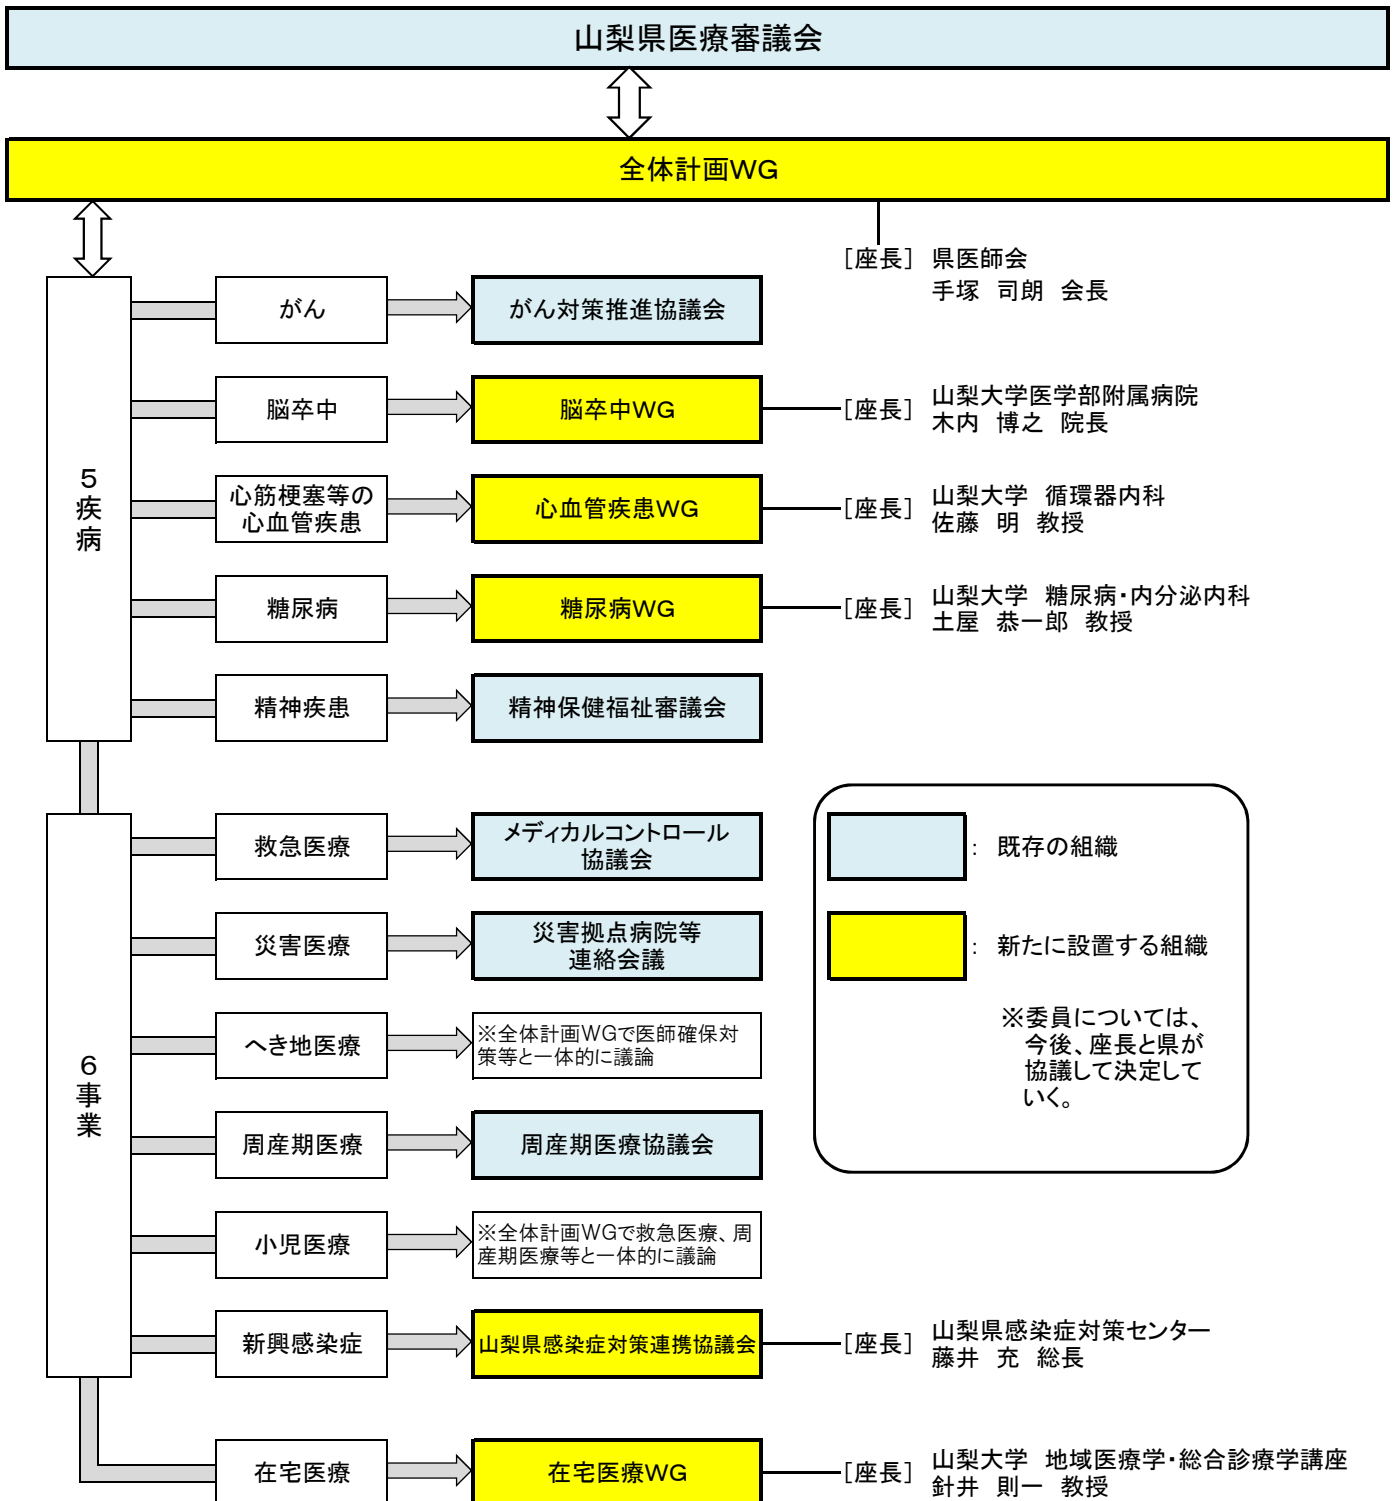 山梨県医療審議会
全体計画WG
［座長］ 県医師会
手塚　司朗　会長
5
疾
病
がん
がん対策推進協議会
脳卒中
脳卒中WG
［座長］
山梨大学医学部附属病院
木内　博之　院長
心筋梗塞等の
心血管疾患
心血管疾患WG
［座長］
山梨大学　循環器内科
佐藤　明　教授
糖尿病
糖尿病WG
［座長］
山梨大学　糖尿病・内分泌内科
土屋　恭一郎　教授
精神疾患
精神保健福祉審議会
6
事
業
救急医療
メディカルコントロール
協議会
災害医療
災害拠点病院等
連絡会議
へき地医療
※全体計画WGで医師確保対
策等と一体的に議論
周産期医療
周産期医療協議会
小児医療
※全体計画WGで救急医療、周
産期医療等と一体的に議論
新興感染症
山梨県感染症対策連携協議会
［座長］
山梨県感染症対策センター
藤井　充　総長
在宅医療
在宅医療WG
［座長］
山梨大学　地域医療学・総合診療学講座
針井　則一　教授
：　既存の組織
：　新たに設置する組織
※委員については、
今後、座長と県が
協議して決定して
いく。